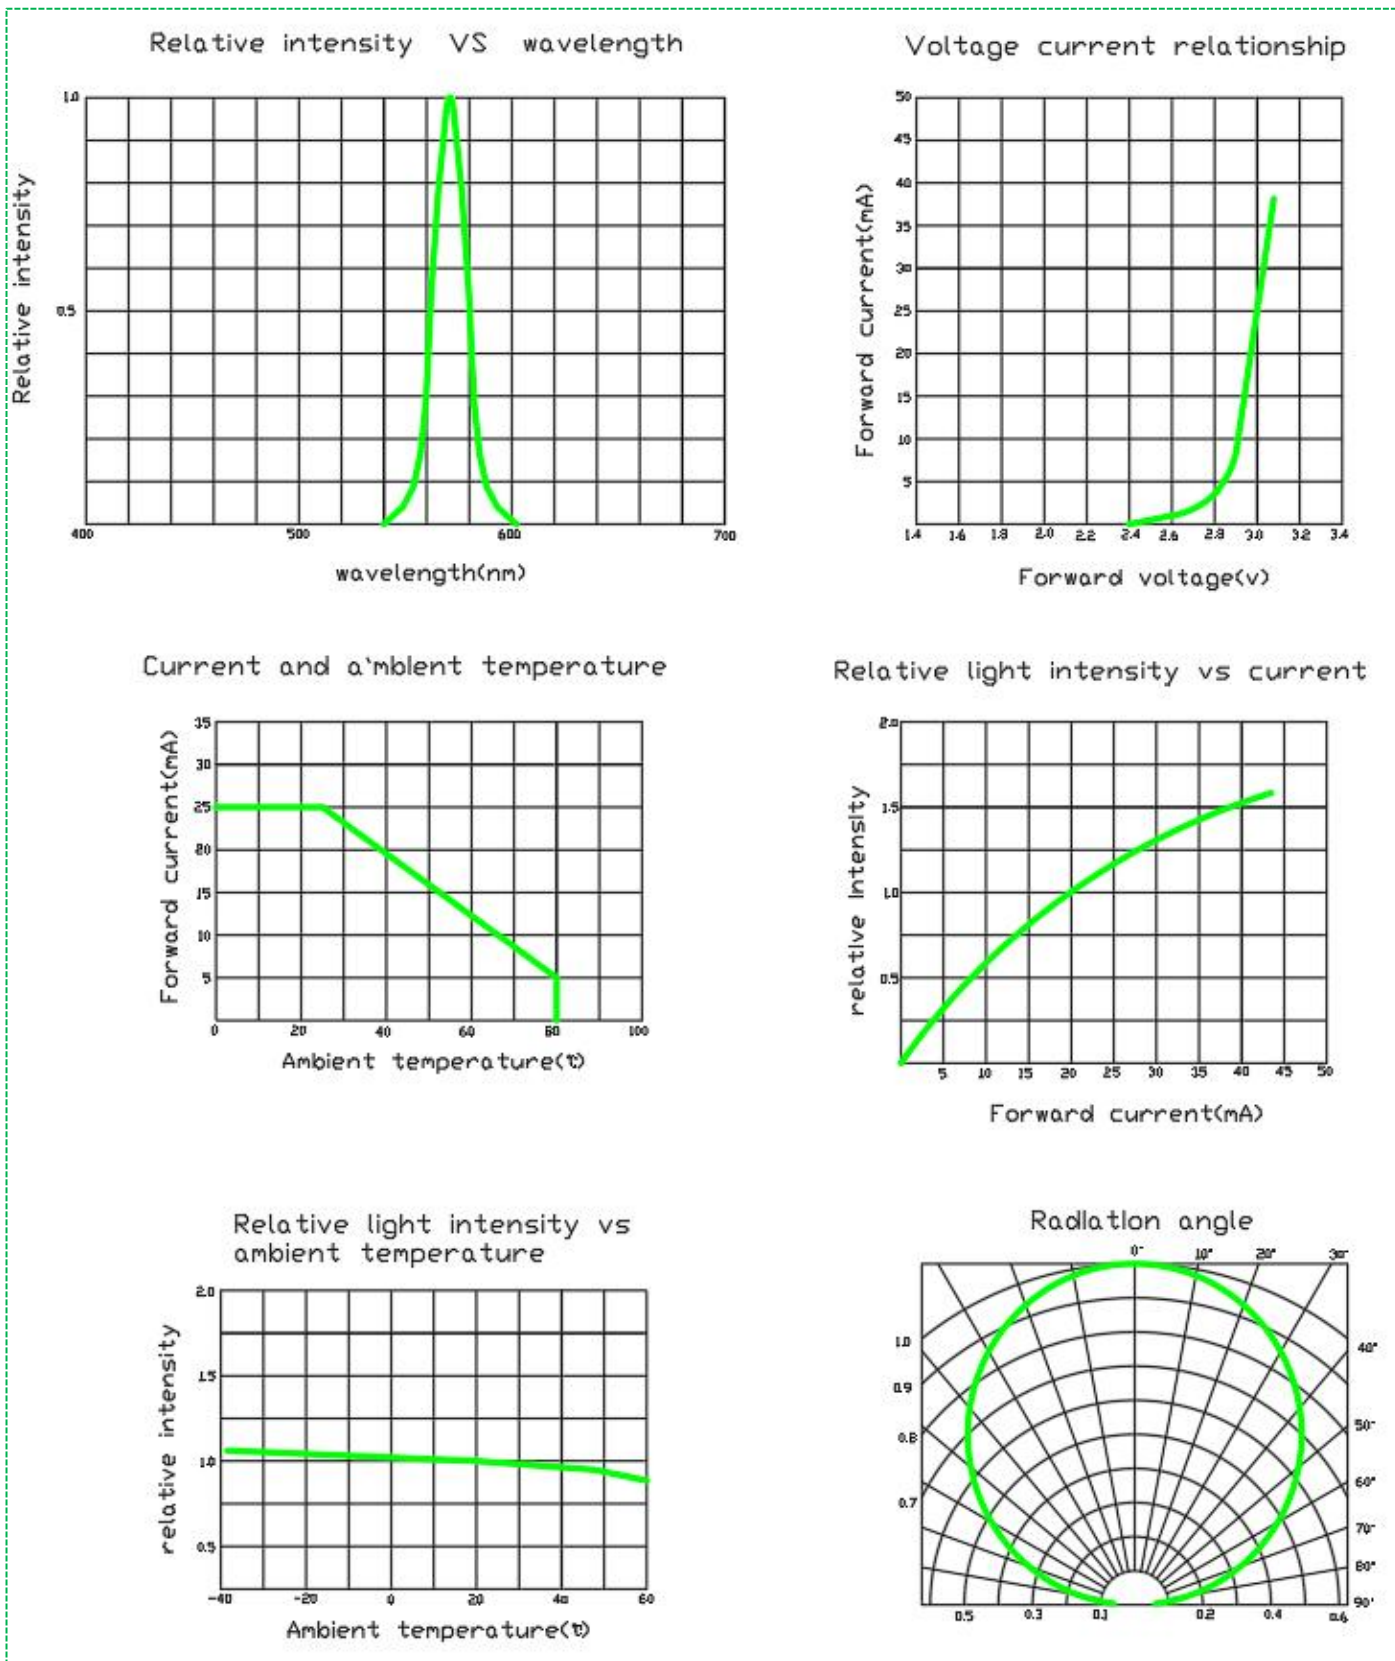 Relative intensity VS wavelength
1.0
0.5
Relative intensity
400 500 600 700
wavelength(nm)
Voltage current relationship
50
45
40
35
30
25
20
15
10
5
Forward current(mA)
1.4 1.6 1.8 2.0 2.2 2.4 2.6 2.8 3.0 3.2 3.4
Forward voltage(v)
Current and a`mblent temperature
35
30
25
20
15
10
5
Forward current(mA)
0 20 40 60 80 100
Ambient temperature(℃)
Relative light intensity vs current
2.0
1.5
1.0
0.5
relative Intensity
5 10 15 20 25 30 35 40 45 50
Forward current(mA)
Relative light intensity vs
ambient temperature
2.0
1.5
1.0
0.5
relative intensity
-40 -20 0 20 40 60
Ambient temperature(℃)
RadiatIon angle
0° 10° 20° 30°
40°
50°
60°
70°
80°
90°
1.0
0.9
0.8
0.7
0.5 0.3 0.1 0.2 0.4 0.6